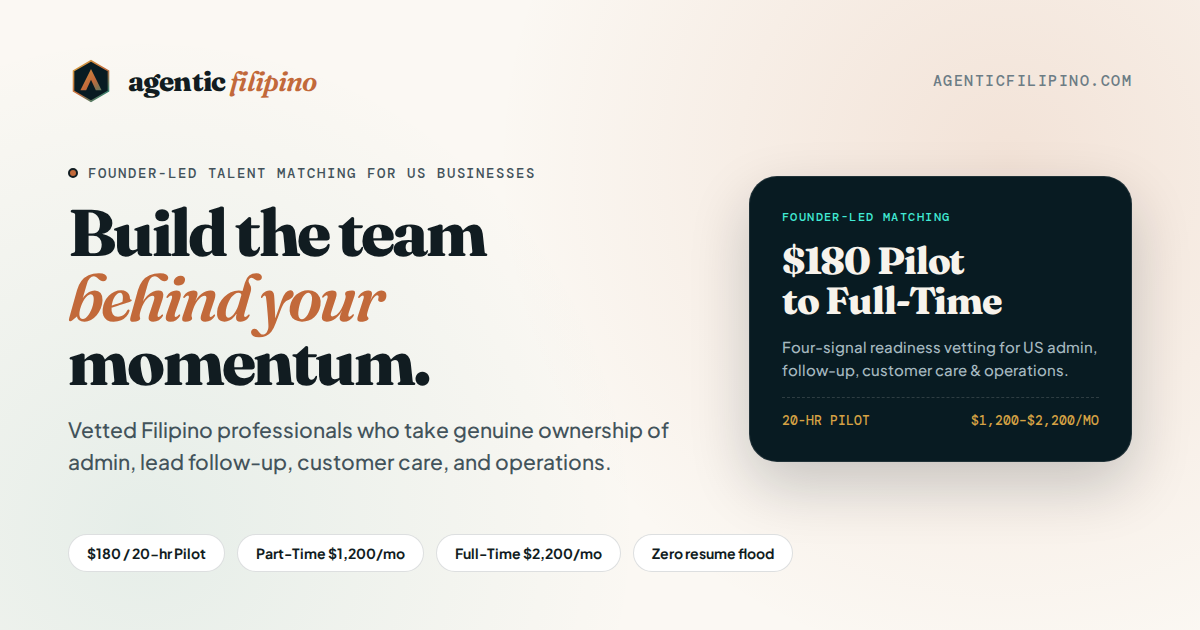 agentic filipino
AGENTICFILIPINO.COM
FOUNDER-LED TALENT MATCHING FOR US BUSINESSES
Build the team
behind your
momentum.
Vetted Filipino professionals who take genuine ownership of
admin, lead follow-up, customer care, and operations.
FOUNDER-LED MATCHING
$180 Pilot
to Full-Time
Four-signal readiness vetting for US admin,
follow-up, customer care & operations.
20-HR PILOT $1,200–$2,200/MO
$180 / 20-hr Pilot
Part-Time $1,200/mo
Full-Time $2,200/mo
Zero resume flood